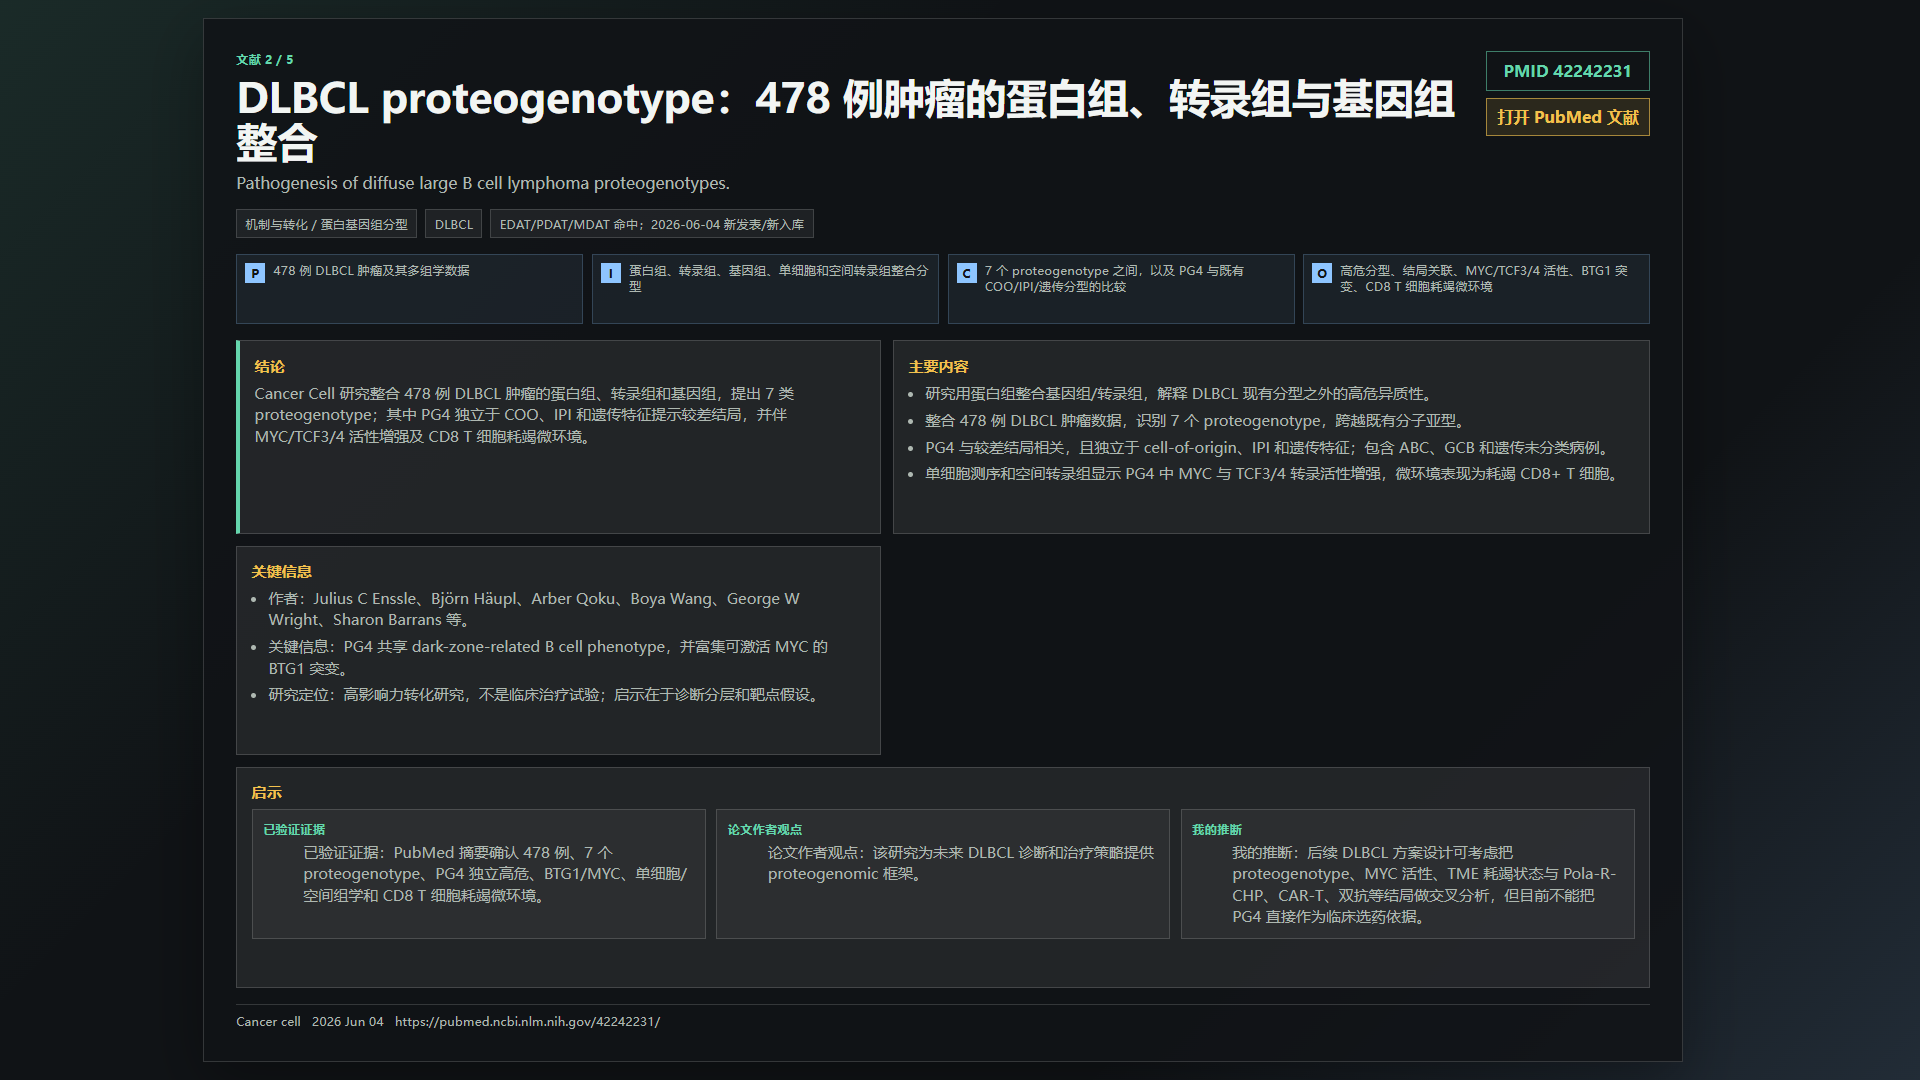 文献 2 / 5
DLBCL proteogenotype：478 例肿瘤的蛋白组、转录组与基因组
整合
Pathogenesis of diffuse large B cell lymphoma proteogenotypes.
PMID 42242231
打开 PubMed 文献
机制与转化 / 蛋白基因组分型
DLBCL
EDAT/PDAT/MDAT 命中；2026-06-04 新发表/新入库
P
478 例 DLBCL 肿瘤及其多组学数据
I
蛋白组、转录组、基因组、单细胞和空间转录组整合分
型
C
7 个 proteogenotype 之间，以及 PG4 与既有
COO/IPI/遗传分型的比较
O
高危分型、结局关联、MYC/TCF3/4 活性、BTG1 突
变、CD8 T 细胞耗竭微环境
结论
Cancer Cell 研究整合 478 例 DLBCL 肿瘤的蛋白组、转录组和基因组，提出 7 类
proteogenotype；其中 PG4 独立于 COO、IPI 和遗传特征提示较差结局，并伴
MYC/TCF3/4 活性增强及 CD8 T 细胞耗竭微环境。
主要内容
• 研究用蛋白组整合基因组/转录组，解释 DLBCL 现有分型之外的高危异质性。
• 整合 478 例 DLBCL 肿瘤数据，识别 7 个 proteogenotype，跨越既有分子亚型。
• PG4 与较差结局相关，且独立于 cell-of-origin、IPI 和遗传特征；包含 ABC、GCB 和遗传未分类病例。
• 单细胞测序和空间转录组显示 PG4 中 MYC 与 TCF3/4 转录活性增强，微环境表现为耗竭 CD8+ T 细胞。
关键信息
• 作者：Julius C Enssle、Björn Häupl、Arber Qoku、Boya Wang、George W
Wright、Sharon Barrans 等。
• 关键信息：PG4 共享 dark-zone-related B cell phenotype，并富集可激活 MYC 的
BTG1 突变。
• 研究定位：高影响力转化研究，不是临床治疗试验；启示在于诊断分层和靶点假设。
启示
已验证证据
已验证证据：PubMed 摘要确认 478 例、7 个
proteogenotype、PG4 独立高危、BTG1/MYC、单细胞/
空间组学和 CD8 T 细胞耗竭微环境。
论文作者观点
论文作者观点：该研究为未来 DLBCL 诊断和治疗策略提供
proteogenomic 框架。
我的推断
我的推断：后续 DLBCL 方案设计可考虑把
proteogenotype、MYC 活性、TME 耗竭状态与 Pola-R-
CHP、CAR-T、双抗等结局做交叉分析，但目前不能把
PG4 直接作为临床选药依据。
Cancer cell 2026 Jun 04 https://pubmed.ncbi.nlm.nih.gov/42242231/